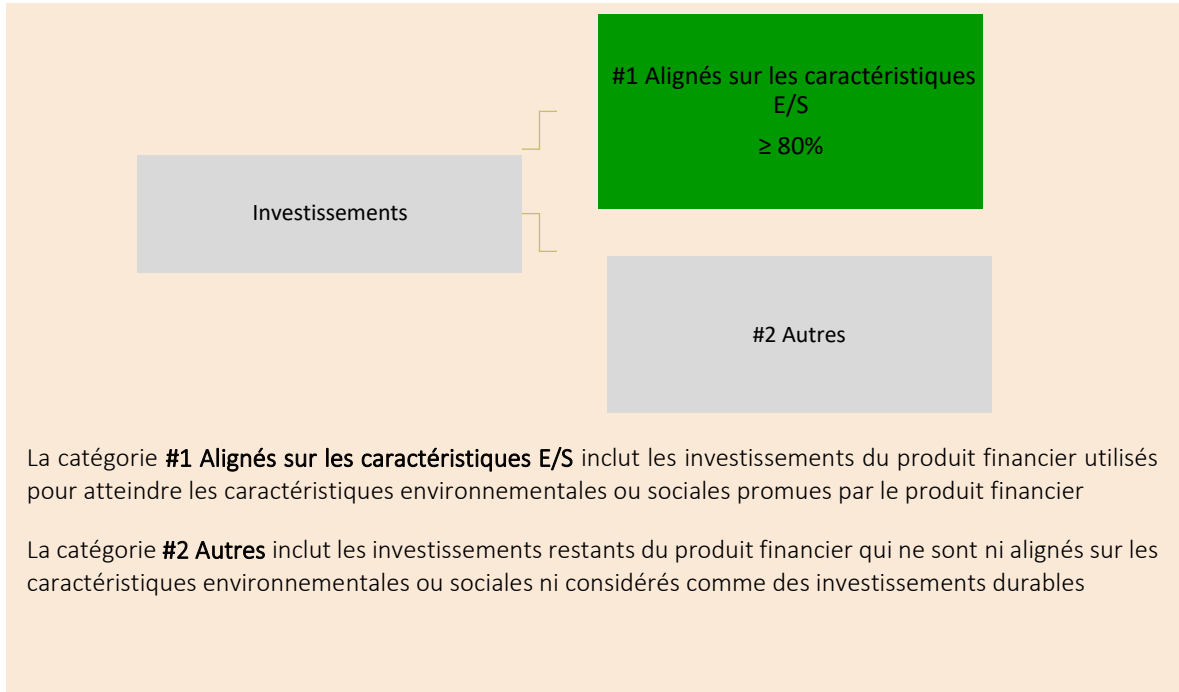 #1 Alignés sur les caractéristiques
E/S
≥ 80%
Investissements
#2 Autres
La catégorie #1 Alignés sur les caractéristiques E/S inclut les investissements du produit financier utilisés
pour atteindre les caractéristiques environnementales ou sociales promues par le produit financier
La catégorie #2 Autres inclut les investissements restants du produit financier qui ne sont ni alignés sur les
caractéristiques environnementales ou sociales ni considérés comme des investissements durables